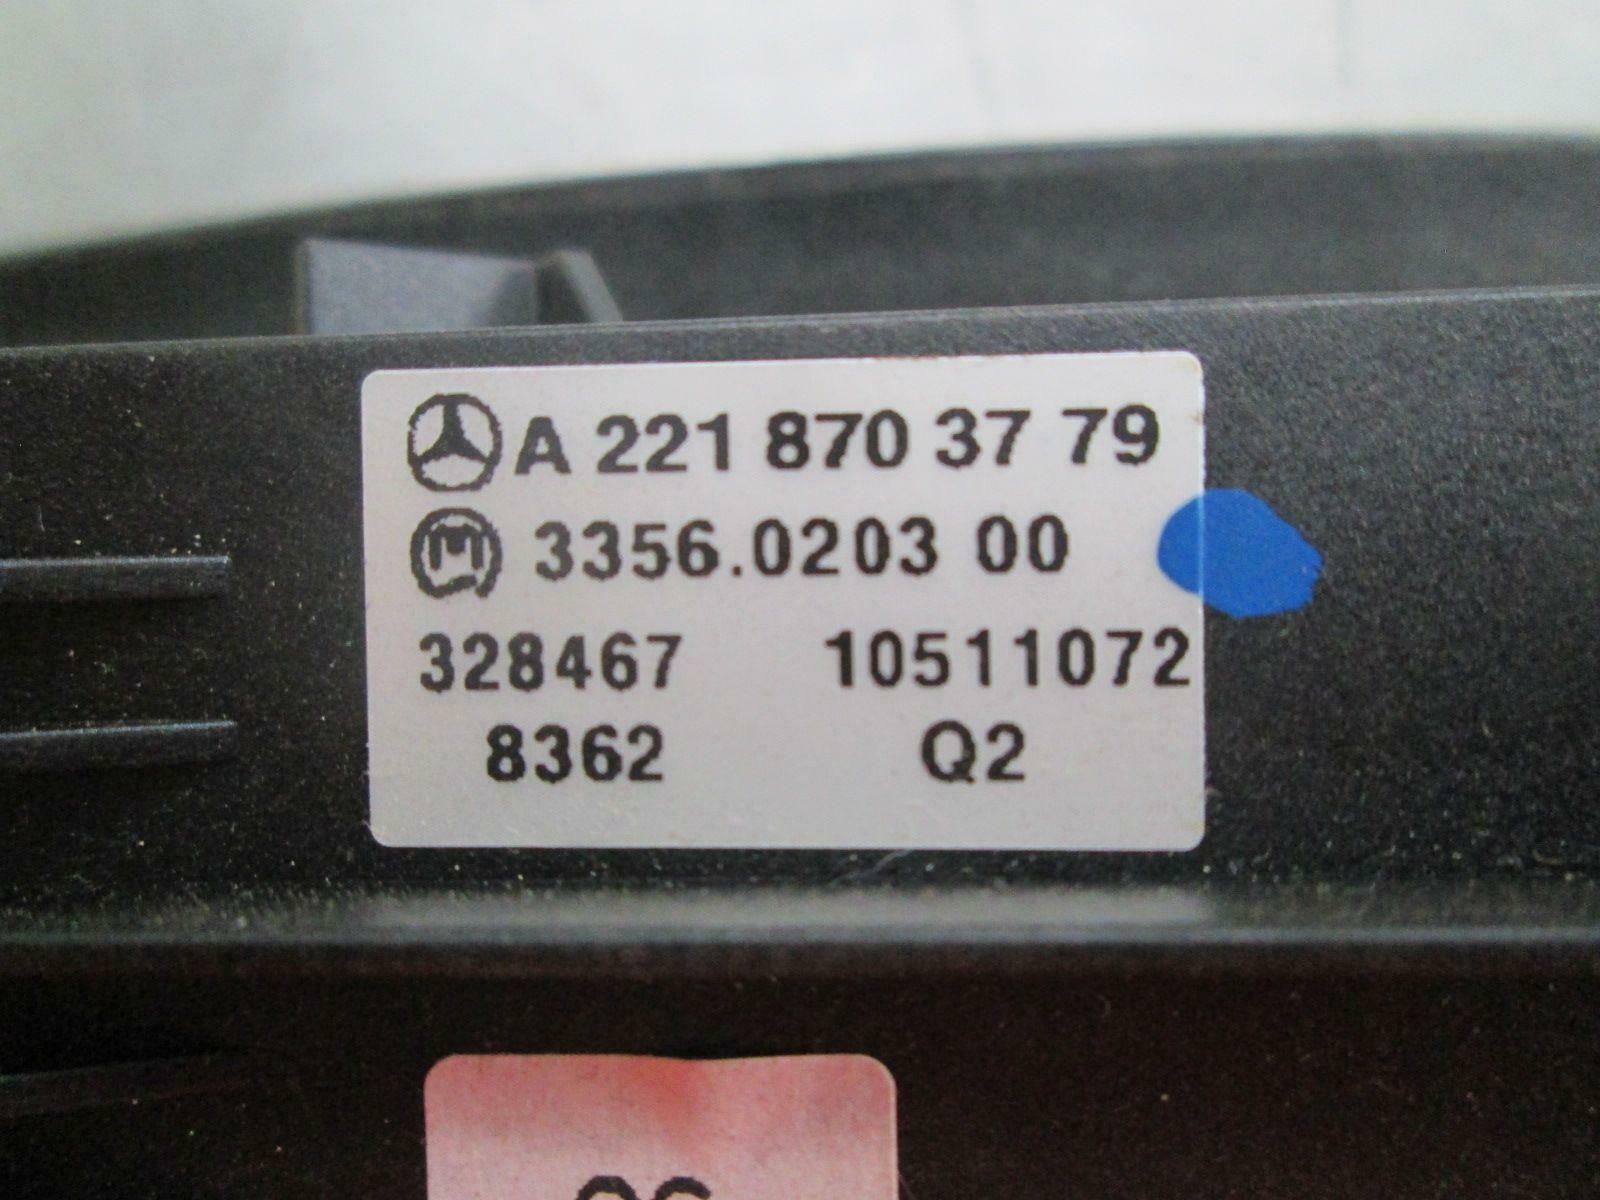 A 221 870 37 79
M 3356.0203 00
328467 10511072
8362 Q2